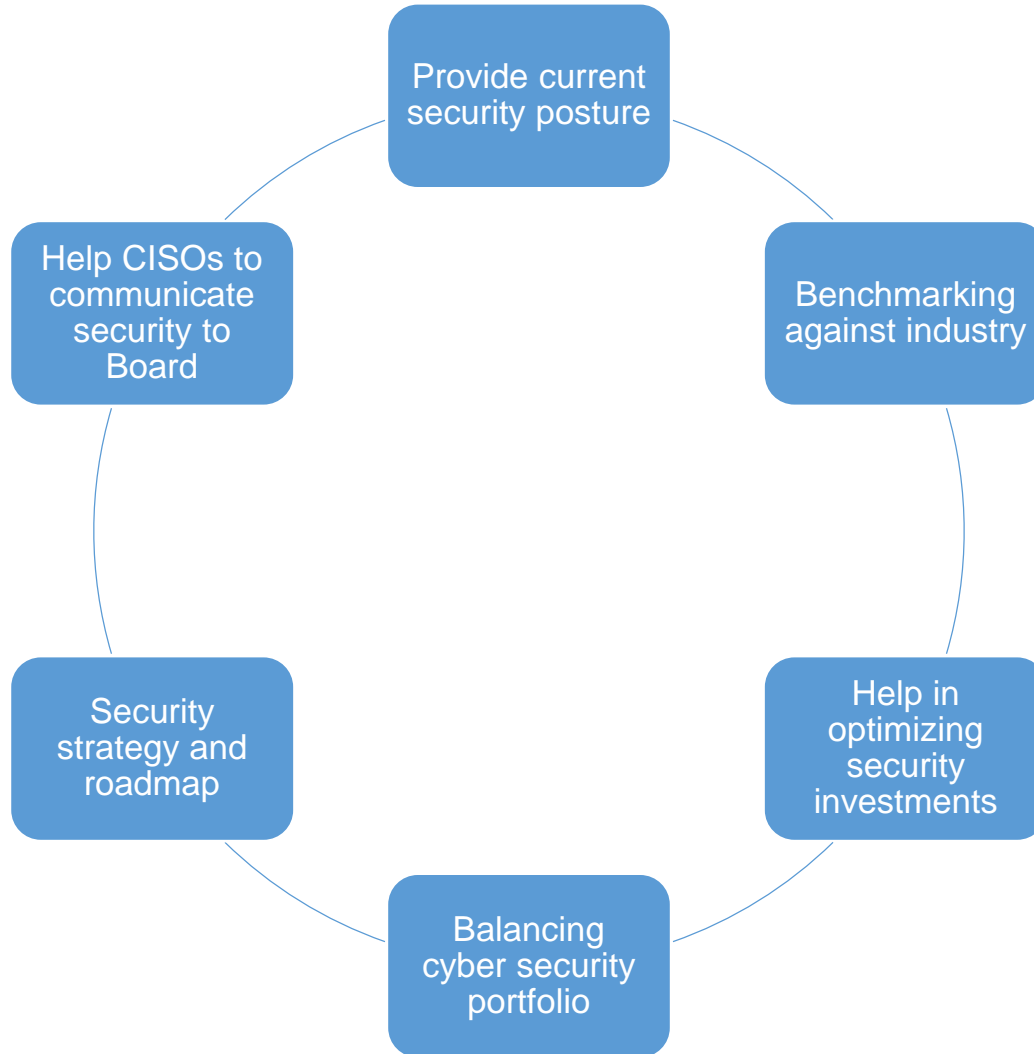 Provide current
security posture
Benchmarking
against industry
Help in
optimizing
security
investments
Balancing
cyber security
portfolio
Security
strategy and
roadmap
Help CISOs to
communicate
security to
Board